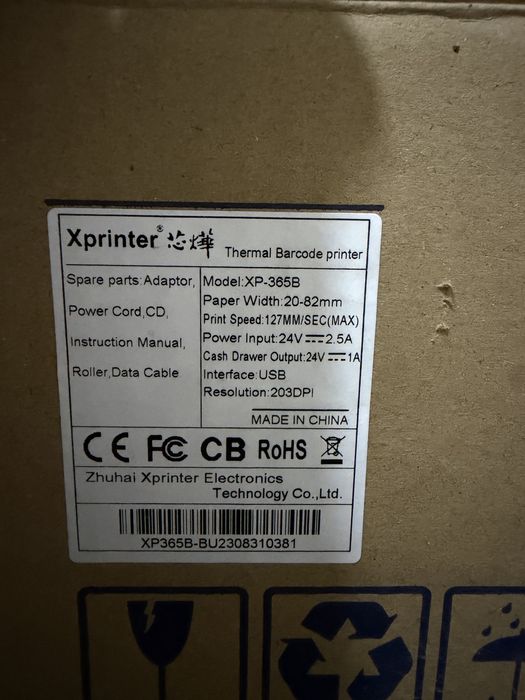 Xprinter® 芯烨 Thermal Barcode printer
Spare parts:Adaptor,
Power Cord,CD,
Instruction Manual,
Roller,Data Cable
Model:XP-365B
Paper Width:20-82mm
Print Speed:127MM/SEC(MAX)
Power Input:24V⎓2.5A
Cash Drawer Output:24V⎓1A
Interface:USB
Resolution:203DPI
MADE IN CHINA
CE FC CB RoHS
Zhuhai Xprinter Electronics
Technology Co.,Ltd.
XP365B-BU2308310381